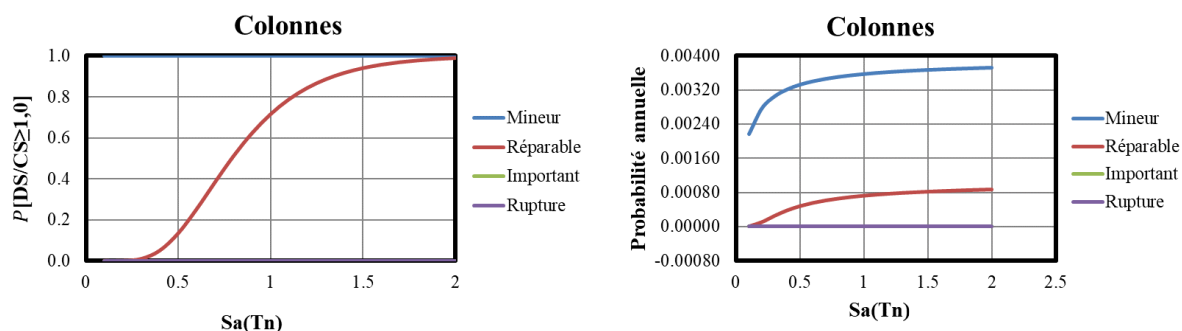 Colonnes
P[DS/CS≥1,0]
1.0
0.8
0.6
0.4
0.2
0.0
0 0.5 1 1.5 2
Sa(Tn)
Mineur
Réparable
Important
Rupture
Colonnes
Probabilité annuelle
0.00400
0.00320
0.00240
0.00160
0.00080
0.00000
-0.00080
0 0.5 1 1.5 2 2.5
Sa(Tn)
Mineur
Réparable
Important
Rupture